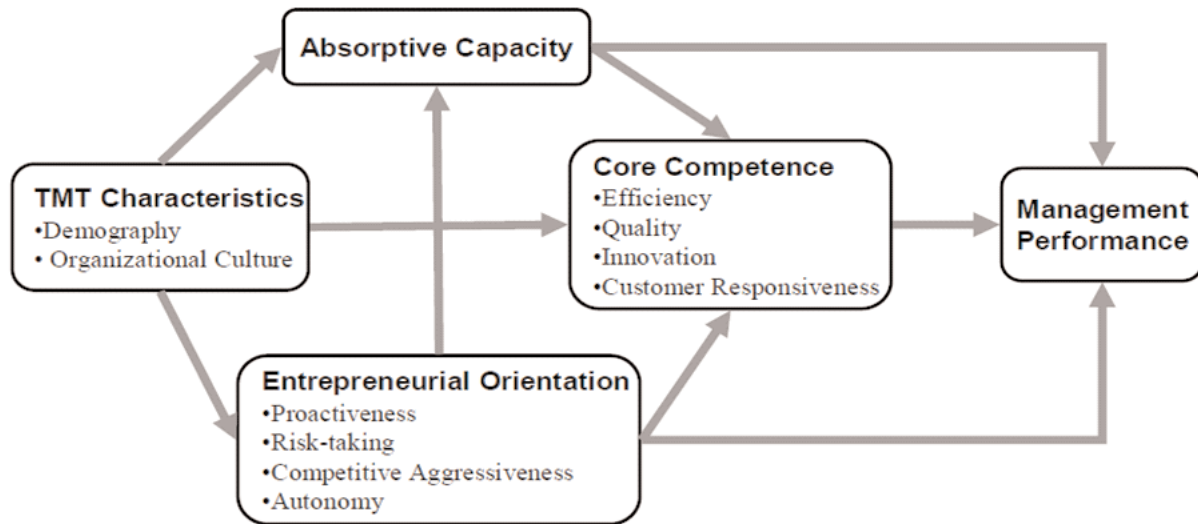 Absorptive Capacity
TMT Characteristics
•Demography
• Organizational Culture
Core Competence
•Efficiency
•Quality
•Innovation
•Customer Responsiveness
Management
Performance
Entrepreneurial Orientation
•Proactiveness
•Risk-taking
•Competitive Aggressiveness
•Autonomy